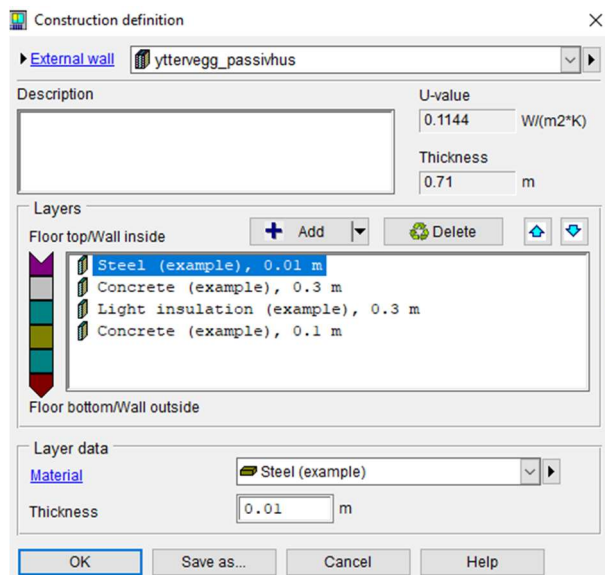 Construction definition
External wall yttervegg_passivhus
Description
U-value
0.1144 W/(m2*K)
Thickness
0.71 m
Layers
Floor top/Wall inside
Add
Delete
Steel (example), 0.01 m
Concrete (example), 0.3 m
Light insulation (example), 0.3 m
Concrete (example), 0.1 m
Floor bottom/Wall outside
Layer data
Material Steel (example)
Thickness 0.01 m
OK Save as... Cancel Help